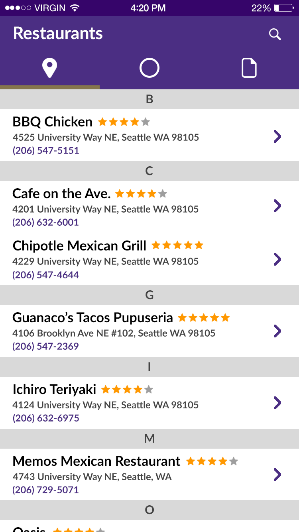 VIRGIN 4:20 PM 22%
Restaurants
B
BBQ Chicken
4525 University Way NE, Seattle WA 98105
(206) 547-5151
C
Cafe on the Ave.
4201 University Way NE, Seattle WA 98105
(206) 632-6001
Chipotle Mexican Grill
4229 University Way NE, Seattle WA 98105
(206) 547-4644
G
Guanaco's Tacos Pupuseria
4106 Brooklyn Ave NE #102, Seattle WA 98105
(206) 547-2369
I
Ichiro Teriyaki
4124 University Way NE, Seattle WA 98105
(206) 632-6975
M
Memos Mexican Restaurant
4743 University Way NE, Seattle, WA
(206) 729-5071
O
Oasis